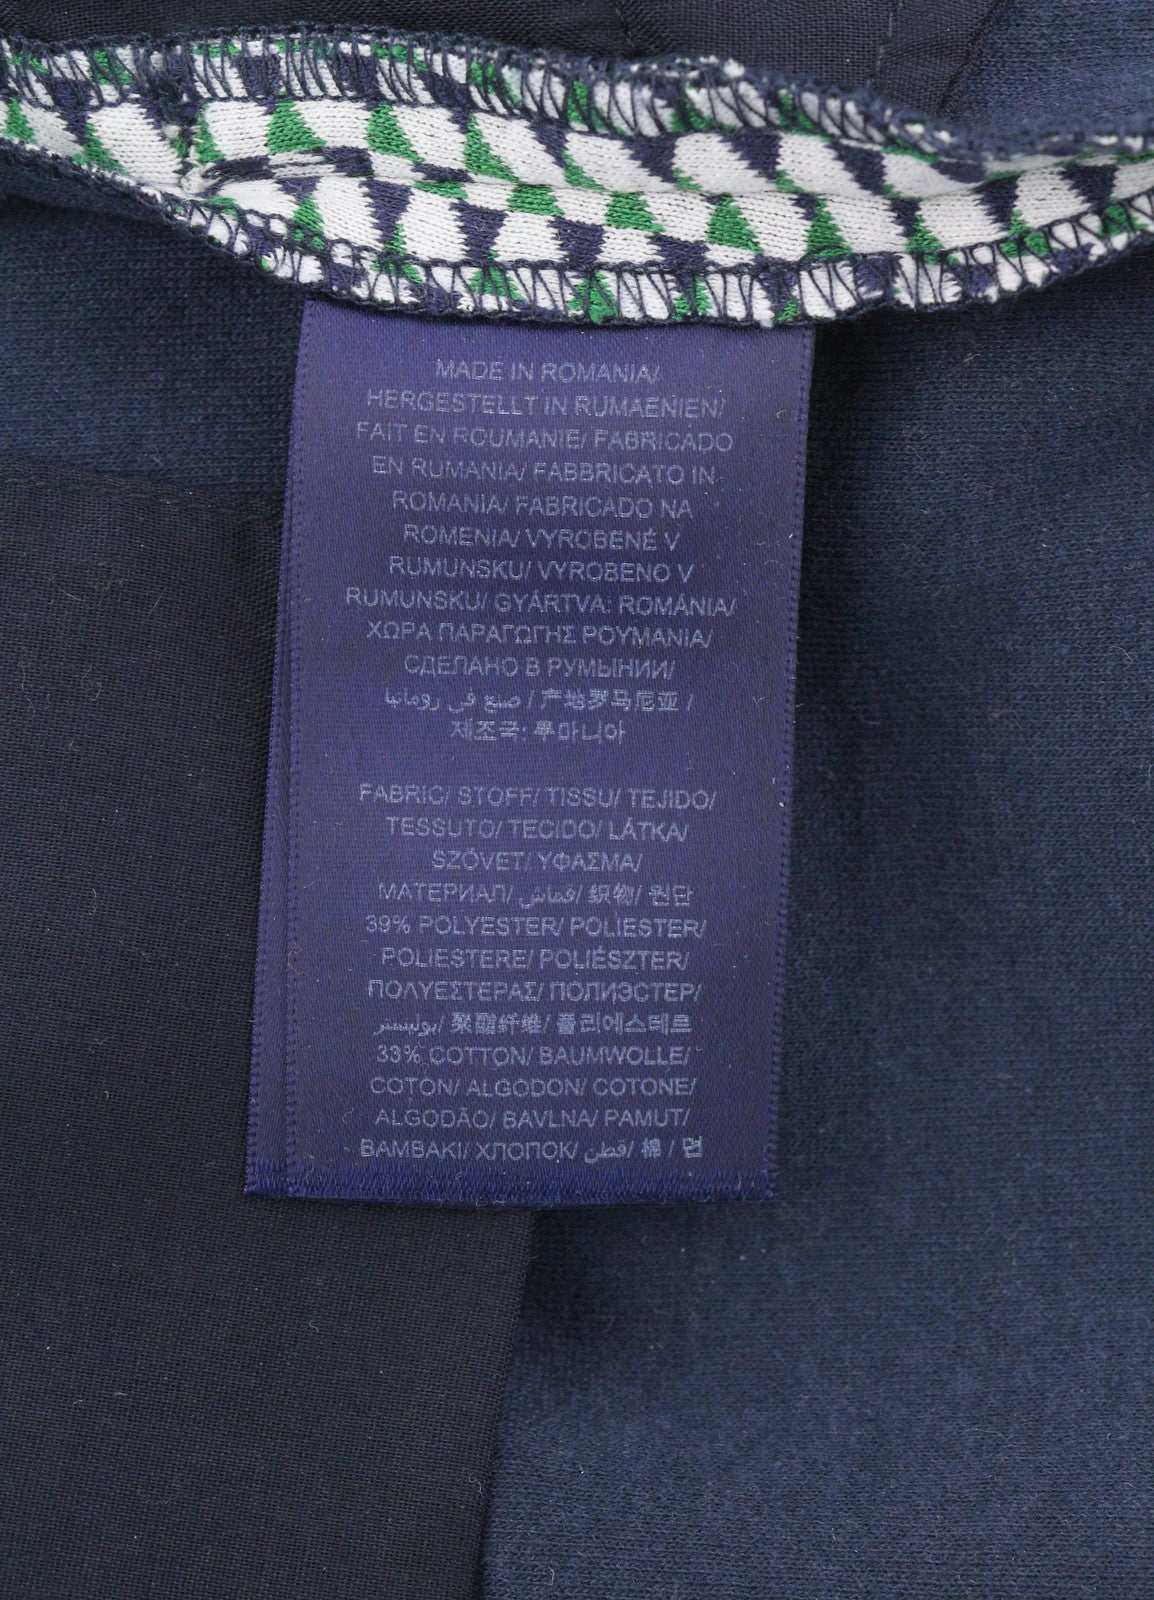 MADE IN ROMANIA/
HERGESTELLT IN RUMAENIEN/
FAIT EN ROUMANIE/ FABRICADO
EN RUMANIA/ FABBRICATO IN
ROMANIA/ FABRICADO NA
ROMENIA/ VYROBENÉ V
RUMUNSKU/ VYROBENO V
RUMUNSKU/ GYÁRTVA: ROMÁNIA/
ΧΩΡΑ ΠΑΡΑΓΩΓΗΣ ΡΟΥΜΑΝΙΑ/
СДЕЛАНО В РУМЫНИИ/
صنع في رومانيا / 产地罗马尼亚 /
제조국: 루마니아
FABRIC/ STOFF/ TISSU/ TEJIDO/
TESSUTO/ TECIDO/ LÁTKA/
SZÖVET/ ΥΦΑΣΜΑ/
МАТЕРИАЛ/ قماش/ 织物/ 원단
39% POLYESTER/ POLIESTER/
POLIESTERE/ POLIÉSZTER/
ΠΟΛΥΕΣΤΕΡΑΣ/ ПОЛИЭСТЕР/
بوليستر/ 聚酯纤维/ 폴리에스테르
33% COTTON/ BAUMWOLLE/
COTON/ ALGODON/ COTONE/
ALGODÃO/ BAVLNA/ PAMUT/
BAMBAKI/ ХЛОПОК/ قطن/ 棉 / 면